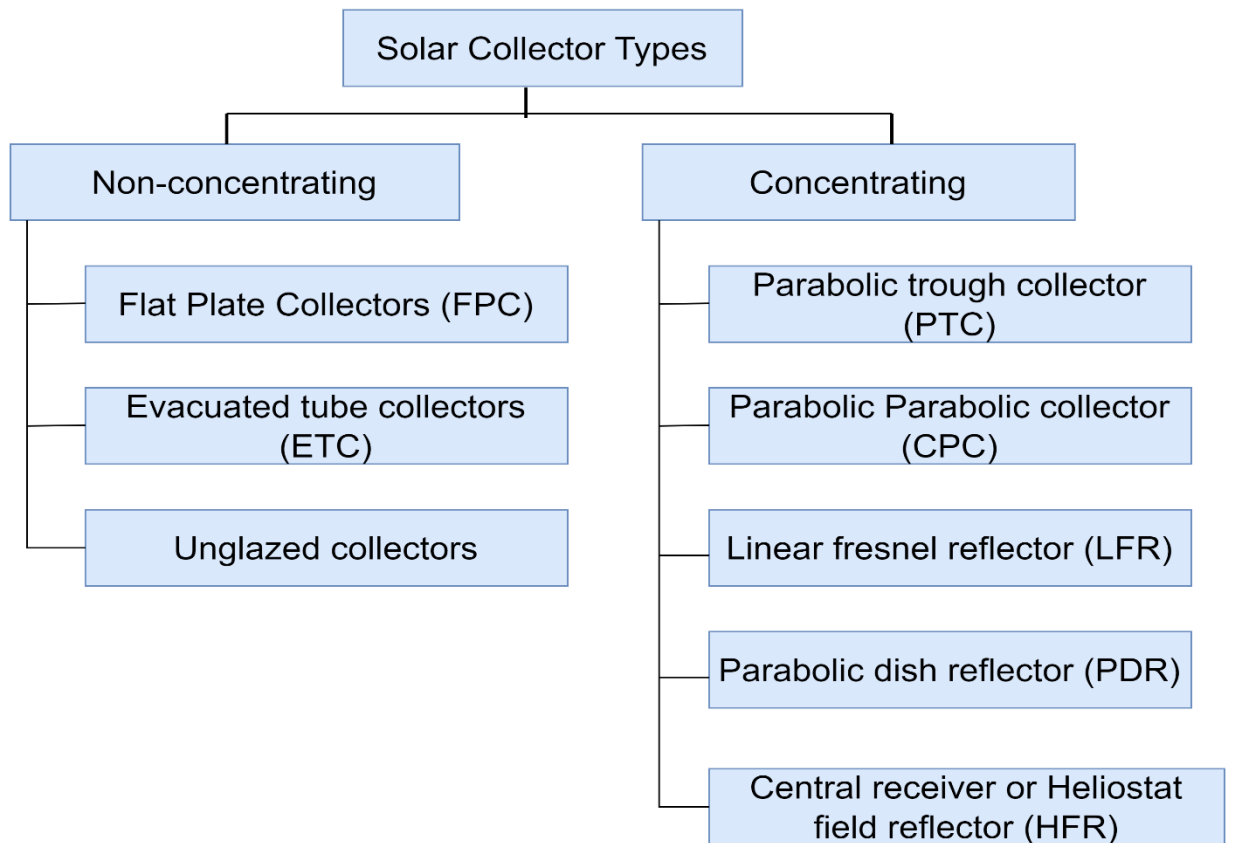 Solar Collector Types
Non-concentrating
Flat Plate Collectors (FPC)
Evacuated tube collectors
(ETC)
Unglazed collectors
Concentrating
Parabolic trough collector
(PTC)
Parabolic Parabolic collector
(CPC)
Linear fresnel reflector (LFR)
Parabolic dish reflector (PDR)
Central receiver or Heliostat
field reflector (HFR)